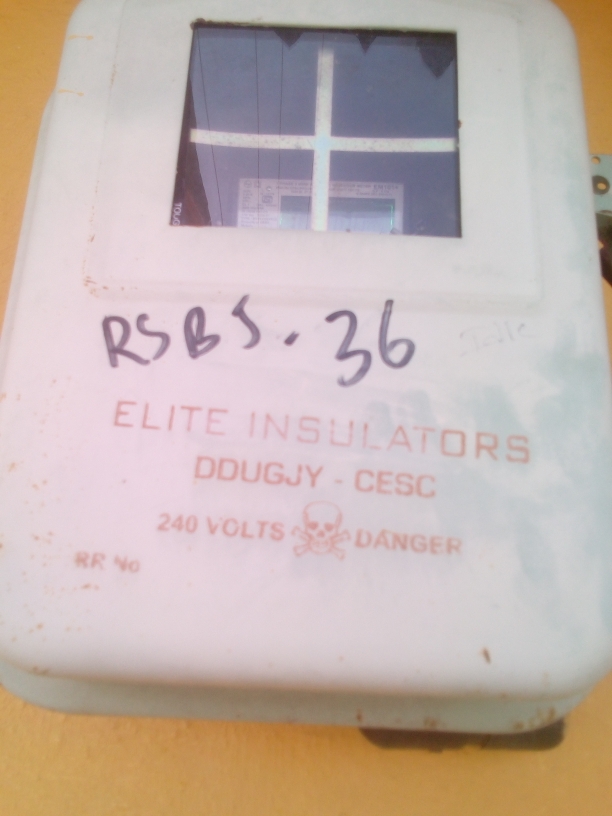 RSBJ. 36
ELITE INSULATORS
DDUGJY - CESC
240 VOLTS DANGER
RR No